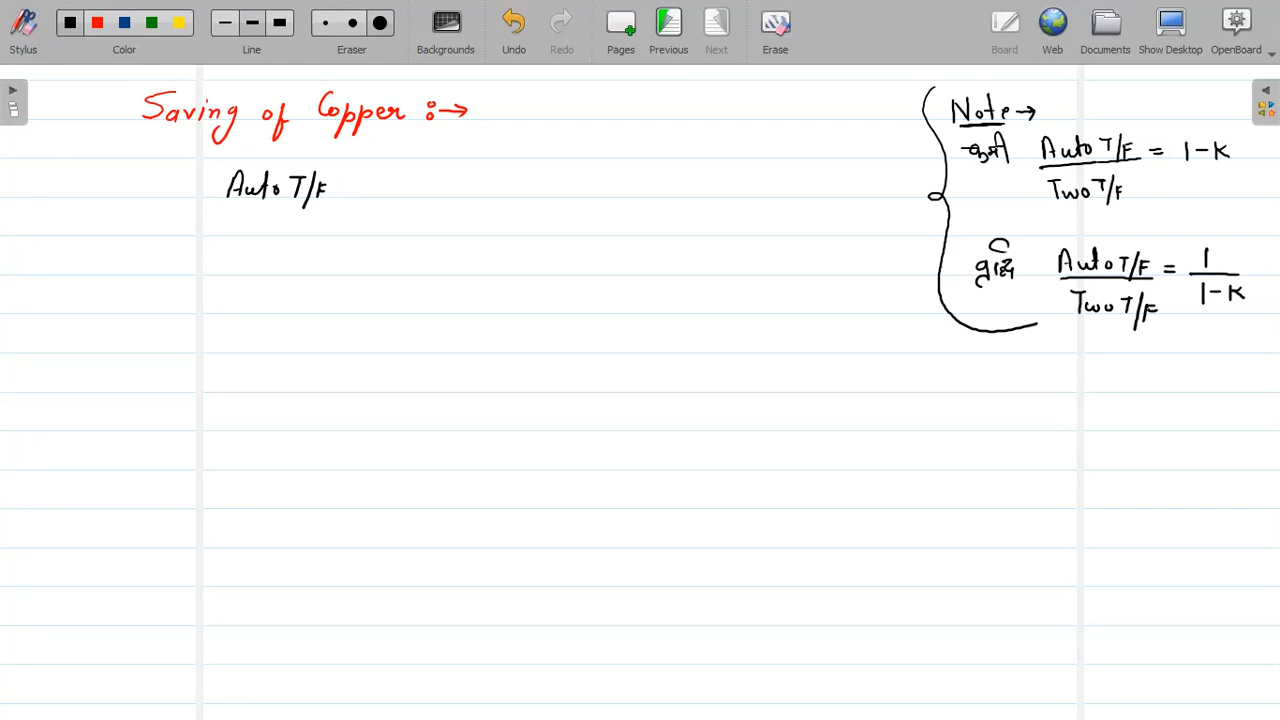 Stylus Color Line Eraser Backgrounds Undo Redo Pages Previous Next Erase Board Web Documents Show Desktop OpenBoard
Saving of Copper :→
Auto T/F
Note →
कमी Auto T/F / Two T/F = 1-K
वृद्धि Auto T/F / Two T/F = 1 / 1-K